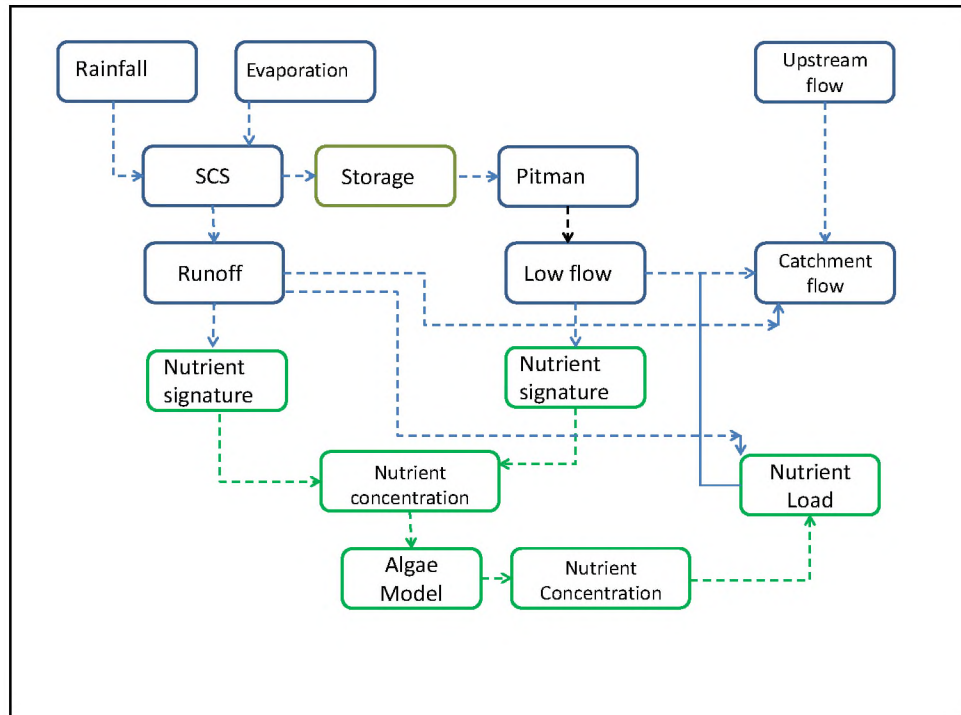 Rainfall
Evaporation
Upstream
flow
SCS
Storage
Pitman
Runoff
Low flow
Catchment
flow
Nutrient
signature
Nutrient
signature
Nutrient
concentration
Nutrient
Load
Algae
Model
Nutrient
Concentration